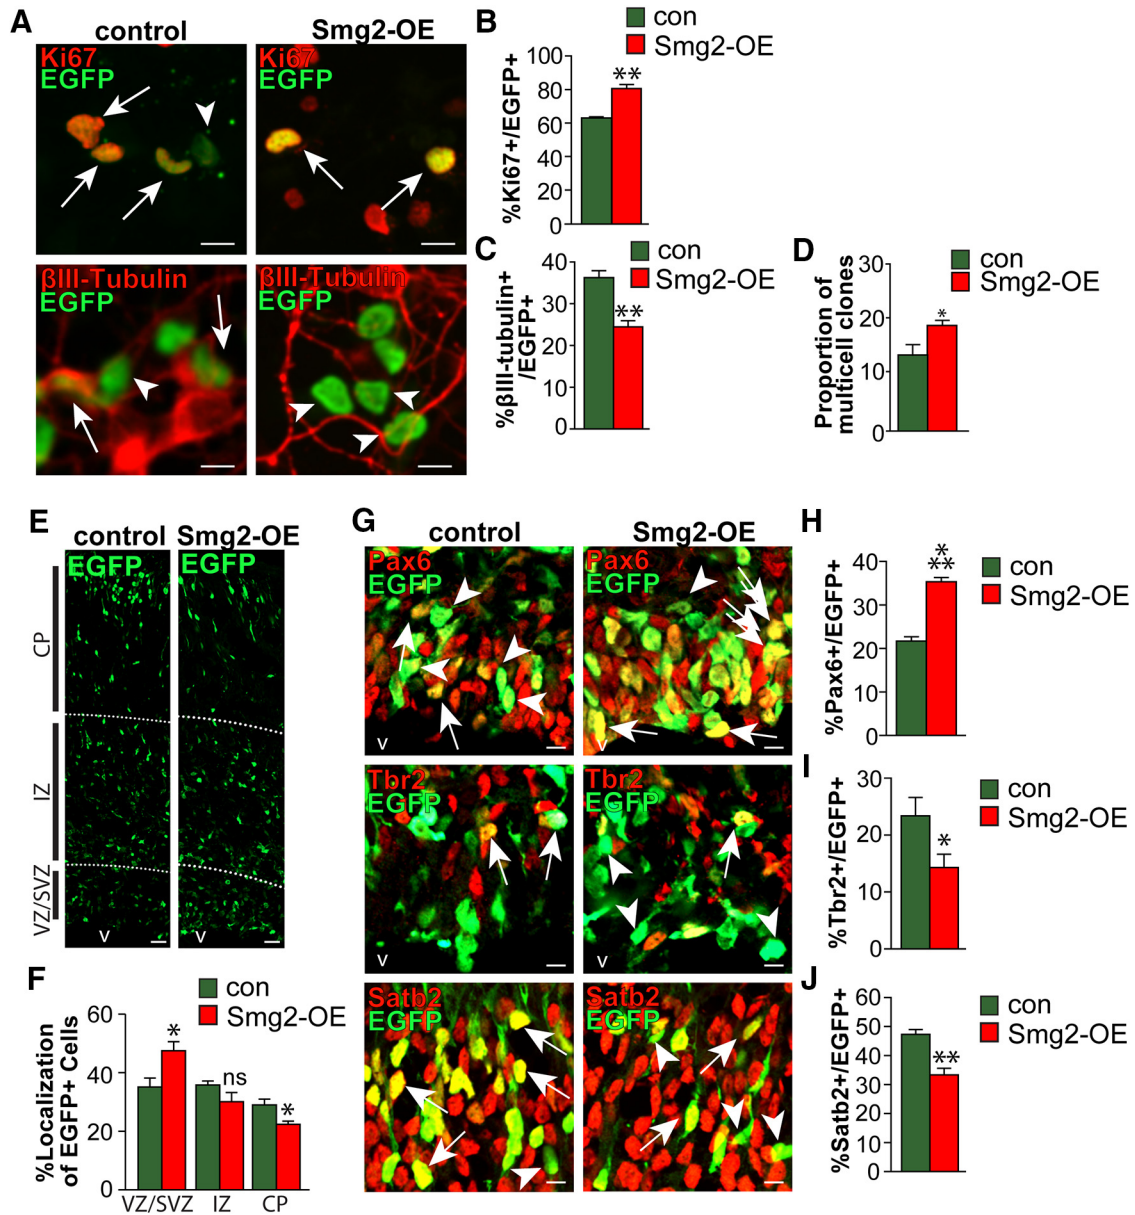 A
control
Smg2-OE
Ki67
EGFP
Ki67
EGFP
βIII-Tubulin
EGFP
βIII-Tubulin
EGFP
B
con
Smg2-OE
%Ki67+/EGFP+
100
80
60
40
20
0
**
C
con
Smg2-OE
%βIII-tubulin+
/EGFP+
40
30
20
10
0
**
D
con
Smg2-OE
Proportion of
multicell clones
30
20
10
0
*
E
control
Smg2-OE
EGFP
EGFP
CP
IZ
VZ/SVZ
v
v
F
con
Smg2-OE
%Localization
of EGFP+ Cells
60
40
20
0
*
ns
*
VZ/SVZ
IZ
CP
G
control
Smg2-OE
Pax6
EGFP
v
Pax6
EGFP
v
Tbr2
EGFP
v
Tbr2
EGFP
v
Satb2
EGFP
Satb2
EGFP
H
con
Smg2-OE
%Pax6+/EGFP+
40
30
20
10
0
*
**
I
con
Smg2-OE
%Tbr2+/EGFP+
30
20
10
0
*
J
con
Smg2-OE
%Satb2+/EGFP+
60
50
40
30
20
10
0
**